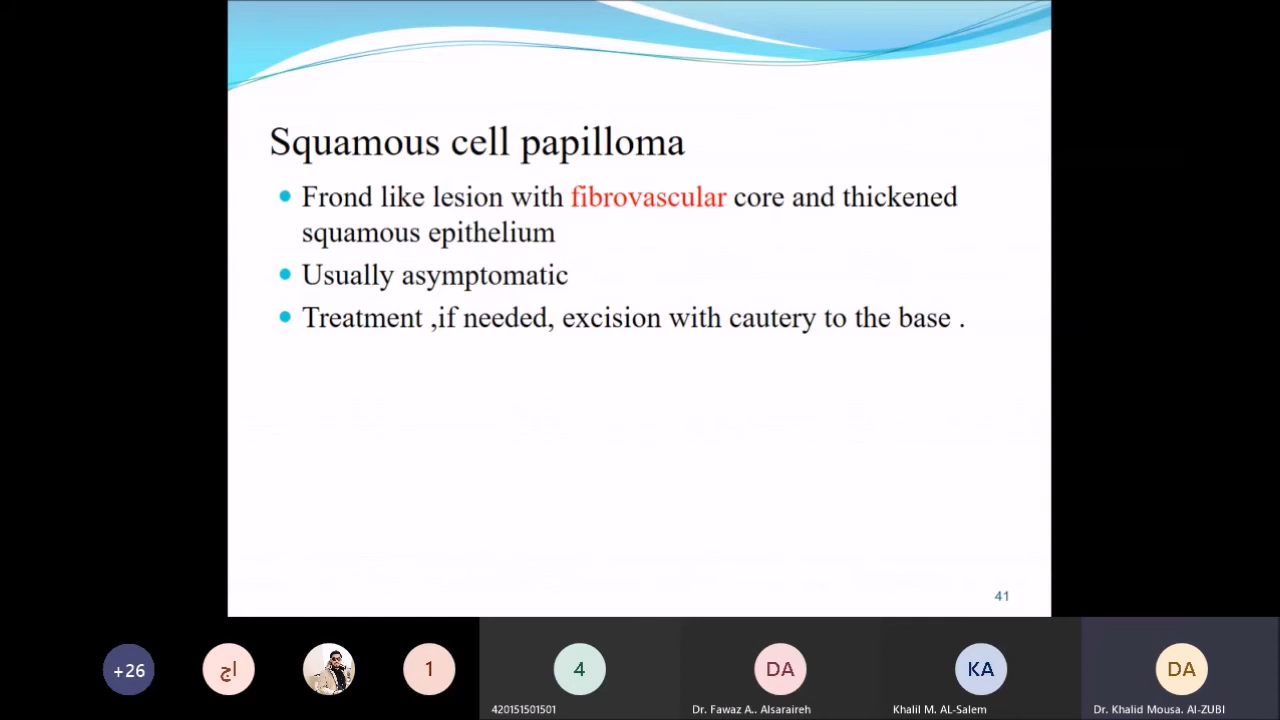 Squamous cell papilloma
Frond like lesion with fibrovascular core and thickened
squamous epithelium
Usually asymptomatic
Treatment ,if needed, excision with cautery to the base .
41
+26
اج
1
4
DA
KA
DA
420151501501
Dr. Fawaz A.. Alsaraireh
Khalil M. AL-Salem
Dr. Khalid Mousa. Al-ZUBI